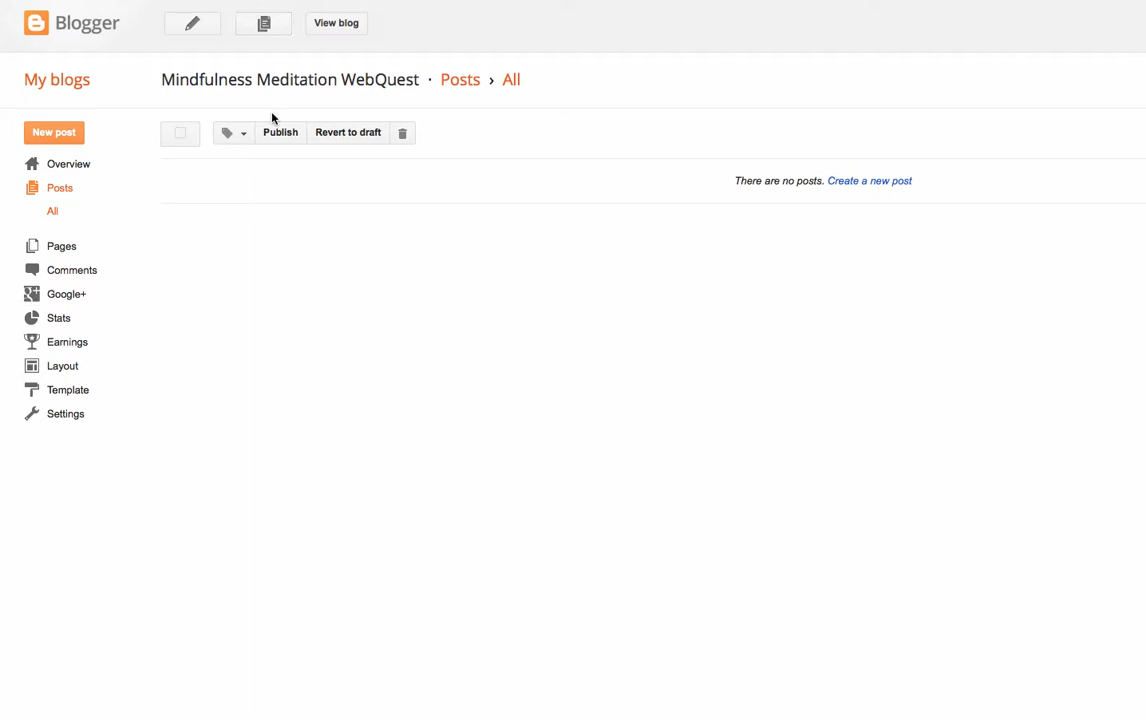 Blogger
View blog
My blogs
Mindfulness Meditation WebQuest · Posts › All
New post
Publish
Revert to draft
Overview
There are no posts. Create a new post
Posts
All
Pages
Comments
Google+
Stats
Earnings
Layout
Template
Settings